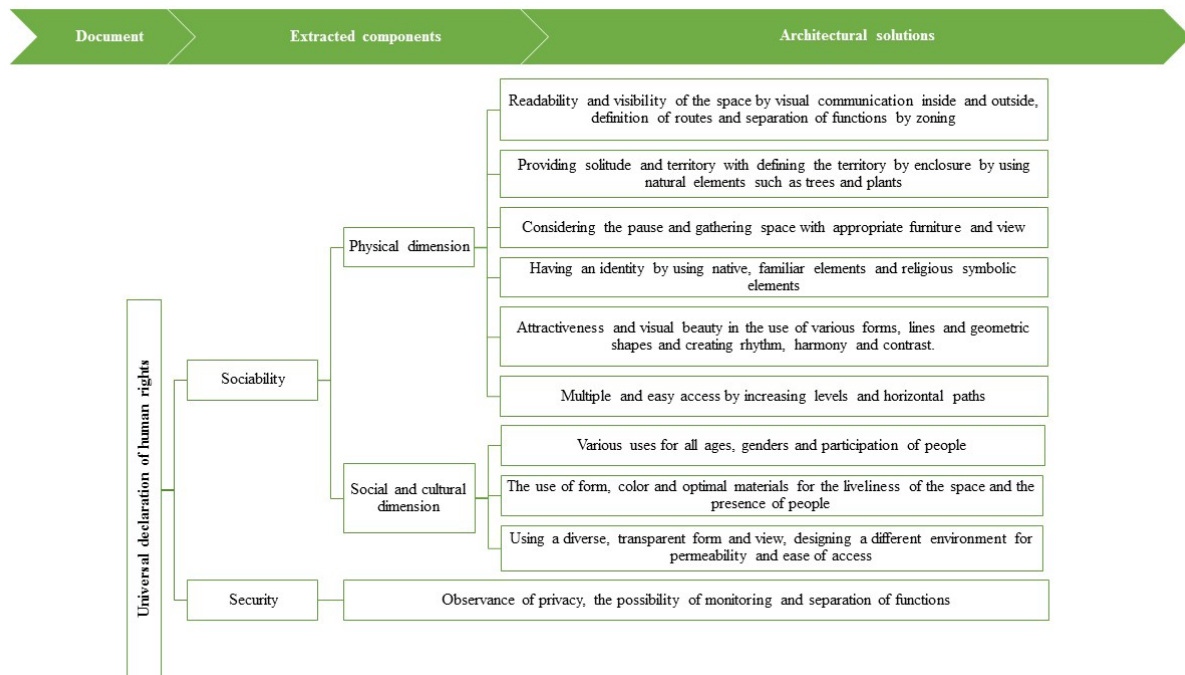 Document
Extracted components
Architectural solutions
Universal declaration of human rights
Sociability
Physical dimension
Readability and visibility of the space by visual communication inside and outside,
definition of routes and separation of functions by zoning
Providing solitude and territory with defining the territory by enclosure by using
natural elements such as trees and plants
Considering the pause and gathering space with appropriate furniture and view
Having an identity by using native, familiar elements and religious symbolic
elements
Attractiveness and visual beauty in the use of various forms, lines and geometric
shapes and creating rhythm, harmony and contrast.
Multiple and easy access by increasing levels and horizontal paths
Social and cultural
dimension
Various uses for all ages, genders and participation of people
The use of form, color and optimal materials for the liveliness of the space and the
presence of people
Using a diverse, transparent form and view, designing a different environment for
permeability and ease of access
Security
Observance of privacy, the possibility of monitoring and separation of functions